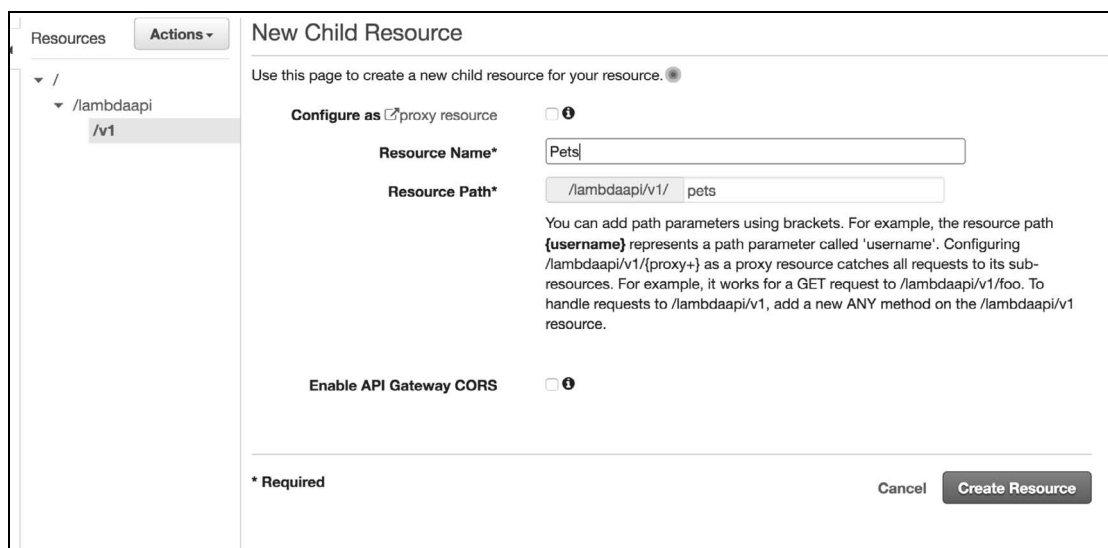 Resources
Actions
/
/lambdaapi
/v1
New Child Resource
Use this page to create a new child resource for your resource.
Configure as proxy resource
Resource Name*
Pets
Resource Path*
/lambdaapi/v1/ pets
You can add path parameters using brackets. For example, the resource path
{username} represents a path parameter called 'username'. Configuring
/lambdaapi/v1/{proxy+} as a proxy resource catches all requests to its sub-
resources. For example, it works for a GET request to /lambdaapi/v1/foo. To
handle requests to /lambdaapi/v1, add a new ANY method on the /lambdaapi/v1
resource.
Enable API Gateway CORS
* Required
Cancel
Create Resource